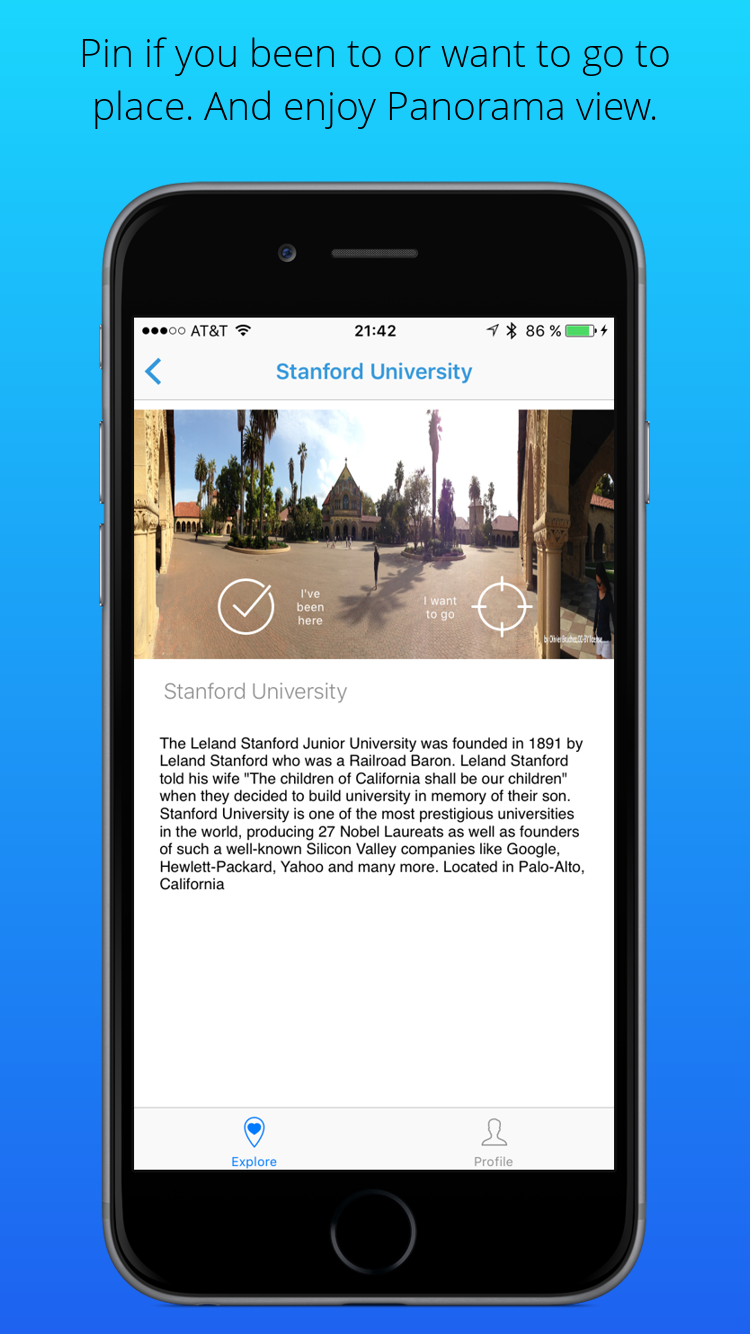 Pin if you been to or want to go to
place. And enjoy Panorama view.
AT&T 21:42 86 %
Stanford University
I've
been
here
I want
to go
Stanford University
The Leland Stanford Junior University was founded in 1891 by
Leland Stanford who was a Railroad Baron. Leland Stanford
told his wife "The children of California shall be our children"
when they decided to build university in memory of their son.
Stanford University is one of the most prestigious universities
in the world, producing 27 Nobel Laureats as well as founders
of such a well-known Silicon Valley companies like Google,
Hewlett-Packard, Yahoo and many more. Located in Palo-Alto,
California
Explore
Profile